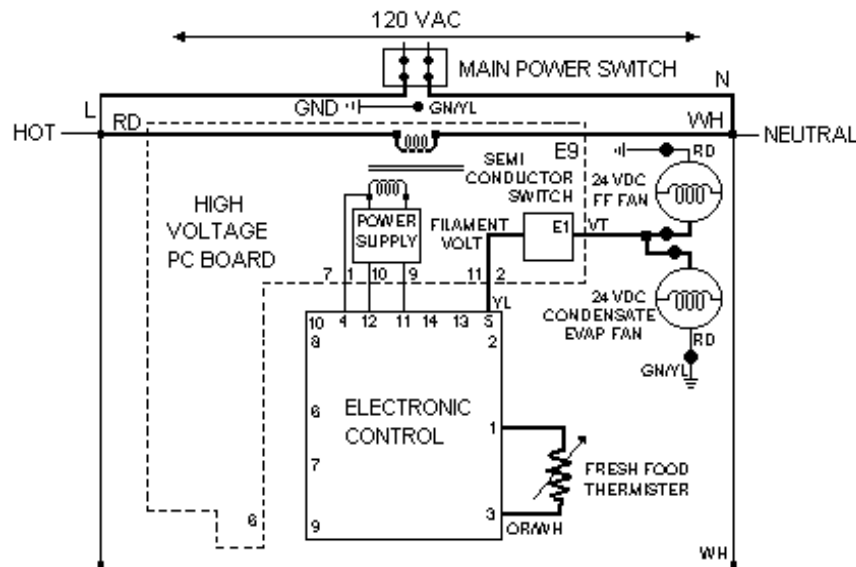 120 VAC
MAIN POWER SWITCH
N
L
GND
GN/YL
HOT
RD
WH
NEUTRAL
E9
RD
SEMI
CONDUCTOR
SWITCH
24 VDC
FF FAN
HIGH
VOLTAGE
PC BOARD
POWER
SUPPLY
FILAMENT
VOLT
E1
VT
7 1 10 9 11 2
YL
24 VDC
CONDENSATE
EVAP FAN
RD
GN/YL
10 4 12 11 14 13 5
8
2
6
ELECTRONIC
CONTROL
1
7
FRESH FOOD
THERMISTER
6
9
3
OR/WH
WH